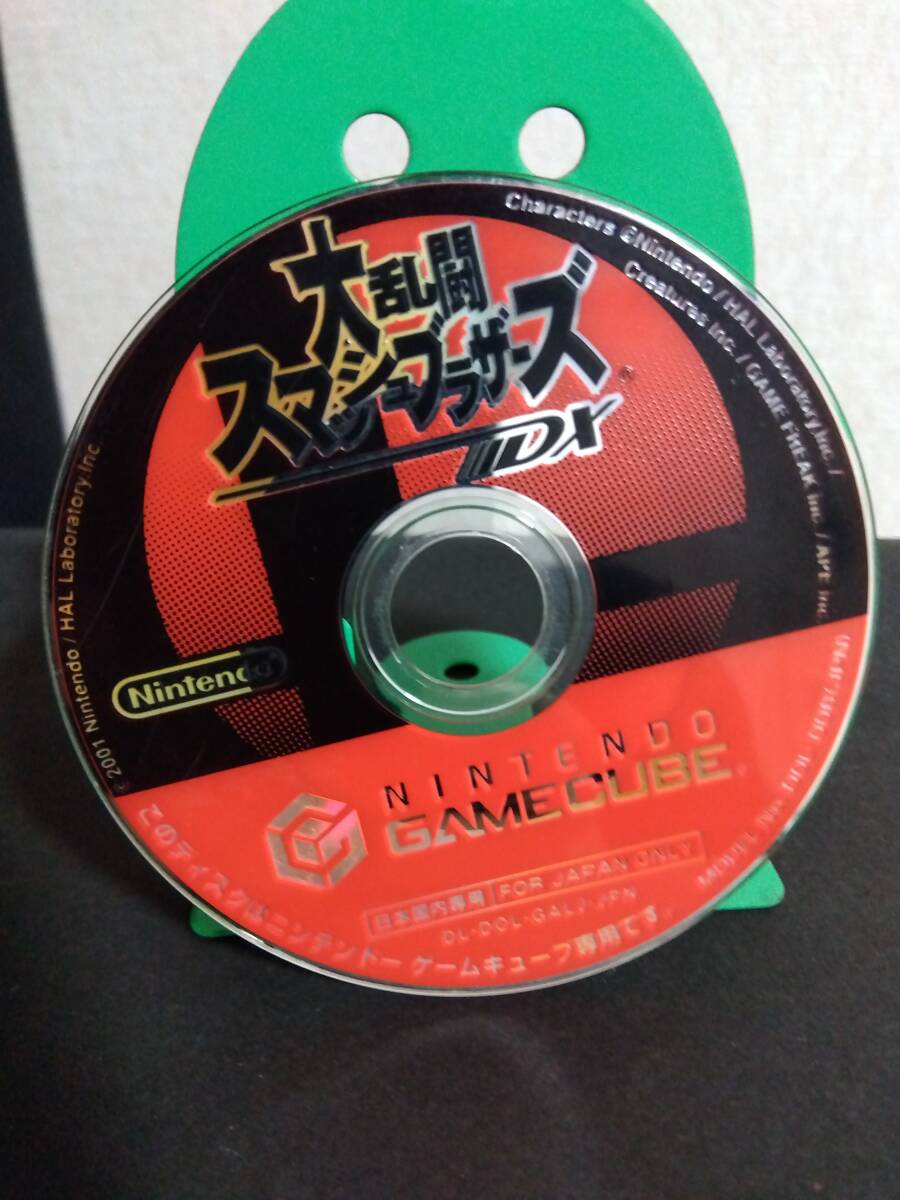 大乱闘
スマッシュブラザーズ
DX
Characters ©Nintendo / HAL Laboratory,Inc. /
Creatures Inc. / GAME FREAK inc. / APE inc.
©2001 Nintendo / HAL Laboratory,Inc.
Nintendo
NINTENDO
GAMECUBE
日本国内専用 FOR JAPAN ONLY
DL-DOL-GALJ-JPN
このディスクはニンテンドーゲームキューブ専用です。
MODEL No.